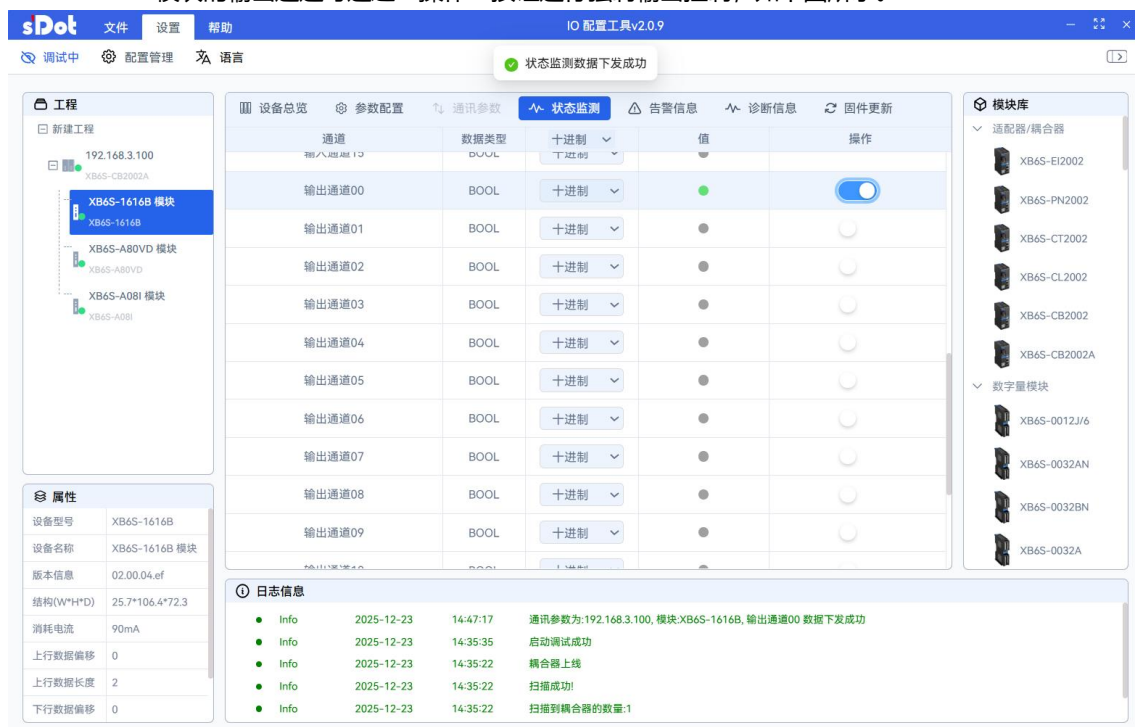 sDot 文件 设置 帮助 IO 配置工具v2.0.9
调试中 配置管理 语言
状态监测数据下发成功
工程
新建工程
192.168.3.100
XB6S-CB2002A
XB6S-1616B 模块
XB6S-1616B
XB6S-A80VD 模块
XB6S-A80VD
XB6S-A08I 模块
XB6S-A08I
属性
设备型号 XB6S-1616B
设备名称 XB6S-1616B 模块
版本信息 02.00.04.ef
结构(W*H*D) 25.7*106.4*72.3
消耗电流 90mA
上行数据偏移 0
上行数据长度 2
下行数据偏移 0
设备总览 参数配置 通讯参数 状态监测 告警信息 诊断信息 固件更新
通道 数据类型 十进制 值 操作
输入通道15 BOOL 十进制
输出通道00 BOOL 十进制
输出通道01 BOOL 十进制
输出通道02 BOOL 十进制
输出通道03 BOOL 十进制
输出通道04 BOOL 十进制
输出通道05 BOOL 十进制
输出通道06 BOOL 十进制
输出通道07 BOOL 十进制
输出通道08 BOOL 十进制
输出通道09 BOOL 十进制
日志信息
Info 2025-12-23 14:47:17 通讯参数为:192.168.3.100, 模块:XB6S-1616B, 输出通道00 数据下发成功
Info 2025-12-23 14:35:35 启动调试成功
Info 2025-12-23 14:35:22 耦合器上线
Info 2025-12-23 14:35:22 扫描成功!
Info 2025-12-23 14:35:22 扫描到耦合器的数量:1
模块库
适配器/耦合器
XB6S-EI2002
XB6S-PN2002
XB6S-CT2002
XB6S-CL2002
XB6S-CB2002
XB6S-CB2002A
数字量模块
XB6S-0012J/6
XB6S-0032AN
XB6S-0032BN
XB6S-0032A